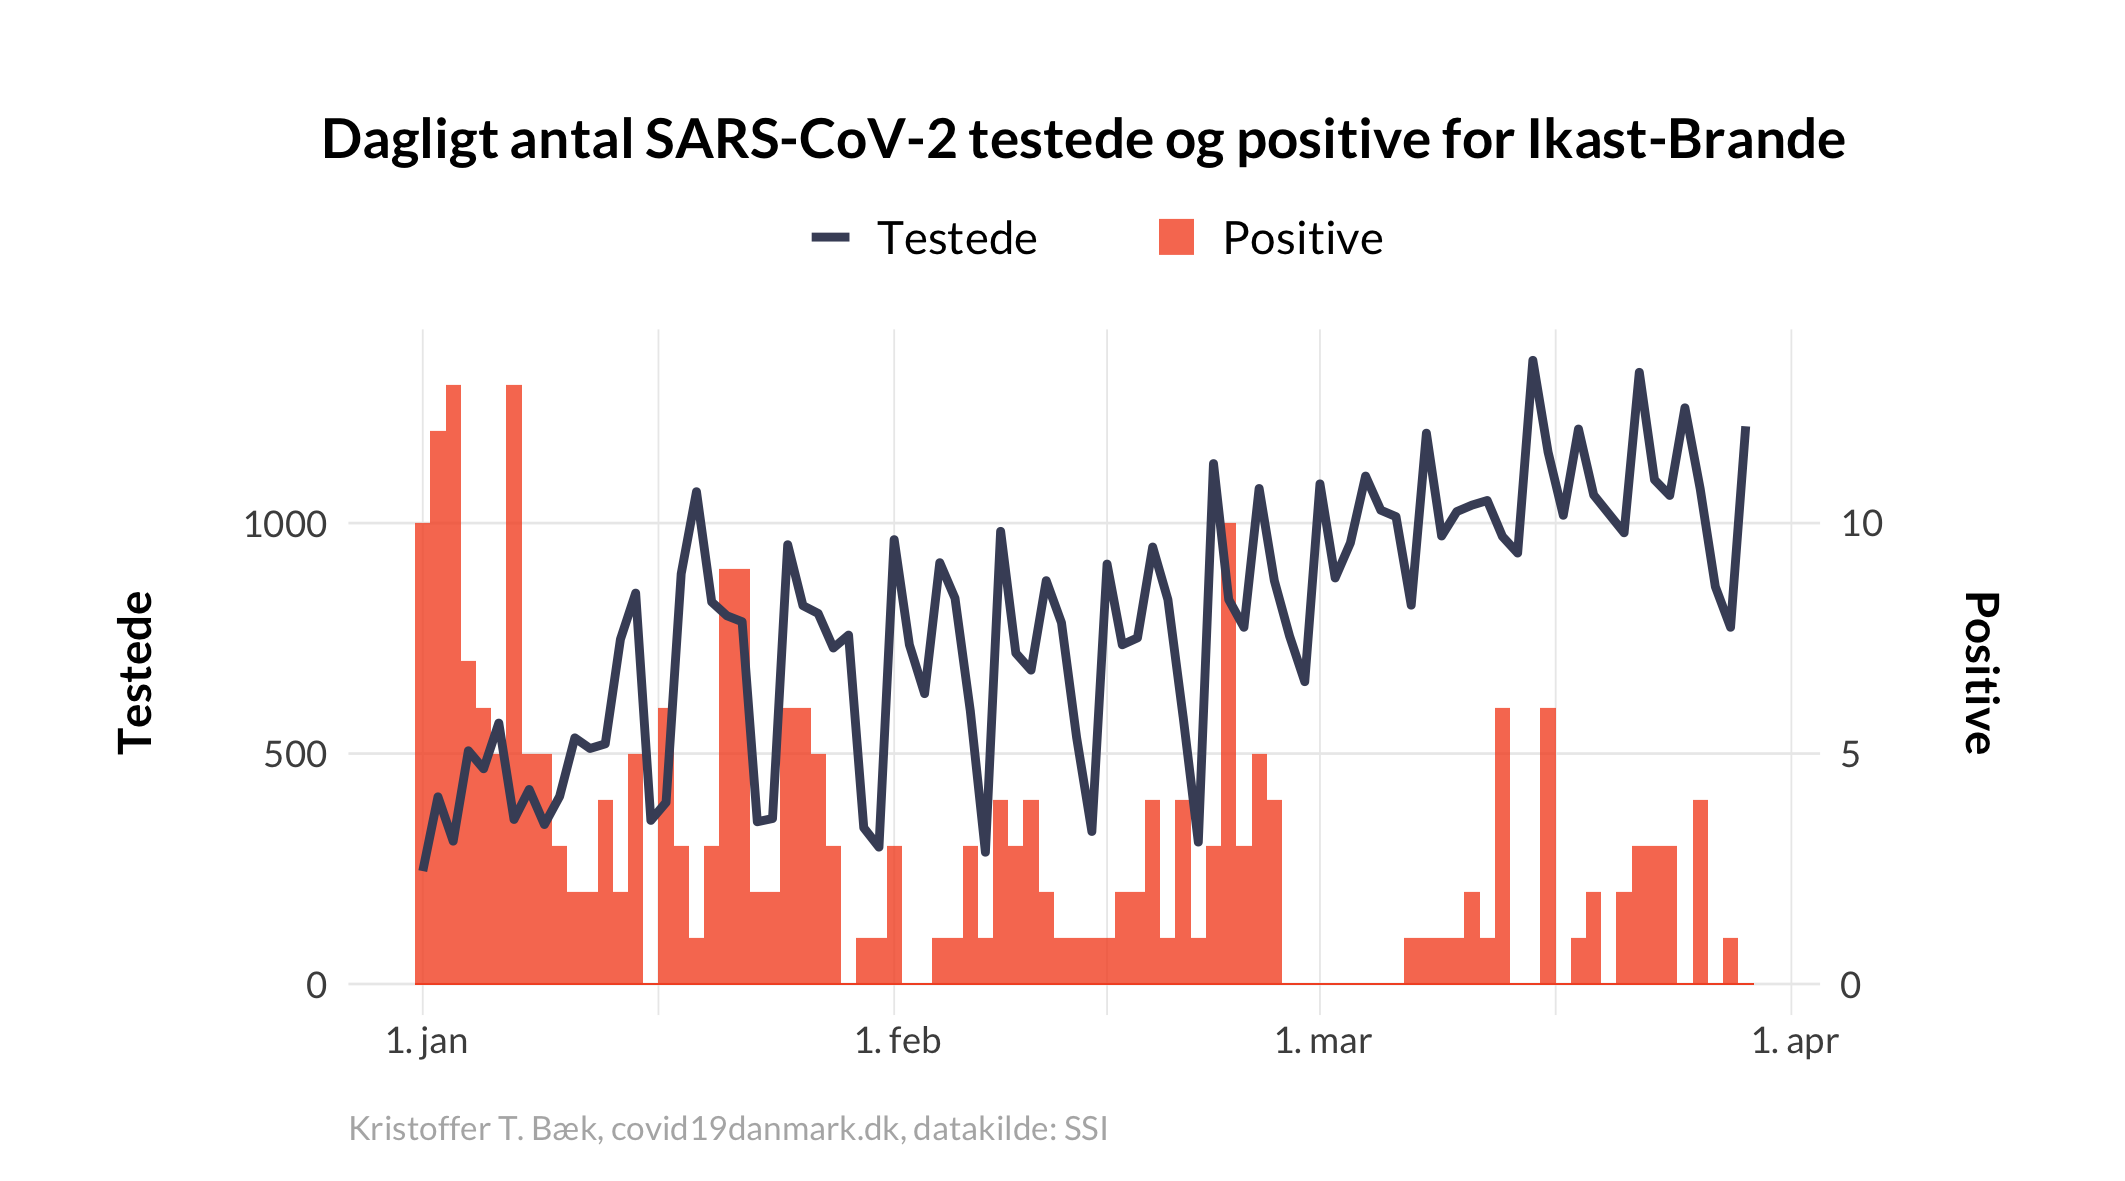 Dagligt antal SARS-CoV-2 testede og positive for Ikast-Brande
Testede
Positive
Testede
1000
500
0
10
5
0
Positive
1. jan
1. feb
1. mar
1. apr
Kristoffer T. Bæk, covid19danmark.dk, datakilde: SSI